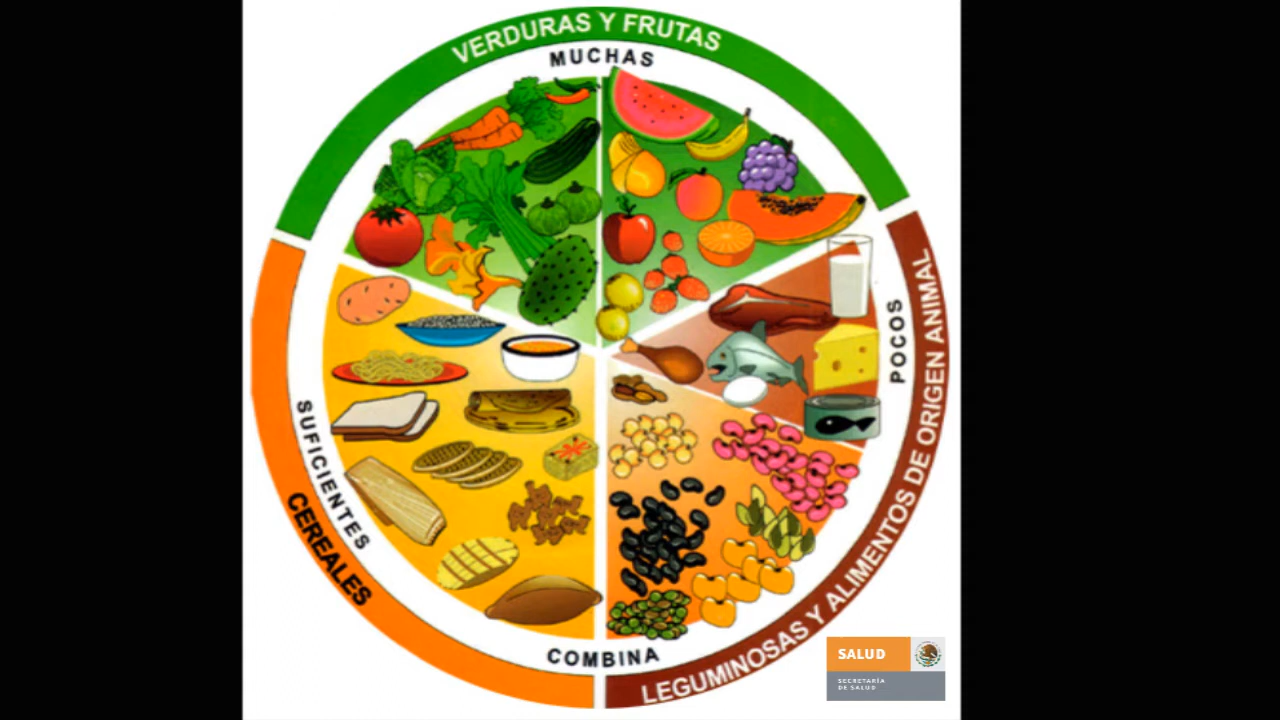 VERDURAS Y FRUTAS
MUCHAS
POCOS
LEGUMINOSAS Y ALIMENTOS DE ORIGEN ANIMAL
SUFICIENTES
CEREALES
COMBINA
SALUD
SECRETARÍA
DE SALUD